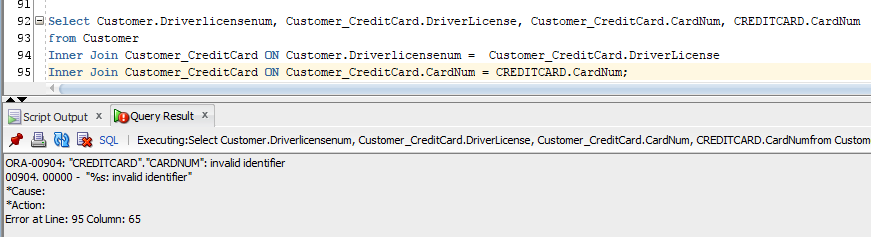 91
92 Select Customer.Driverlicensenum, Customer_CreditCard.DriverLicense, Customer_CreditCard.CardNum, CREDITCARD.CardNum
93 from Customer
94 Inner Join Customer_CreditCard ON Customer.Driverlicensenum =  Customer_CreditCard.DriverLicense
95 Inner Join Customer_CreditCard ON Customer_CreditCard.CardNum = CREDITCARD.CardNum;
Script Output x Query Result x
SQL | Executing:Select Customer.Driverlicensenum, Customer_CreditCard.DriverLicense, Customer_CreditCard.CardNum, CREDITCARD.CardNumfrom Custome
ORA-00904: "CREDITCARD"."CARDNUM": invalid identifier
00904. 00000 -  "%s: invalid identifier"
*Cause:
*Action:
Error at Line: 95 Column: 65